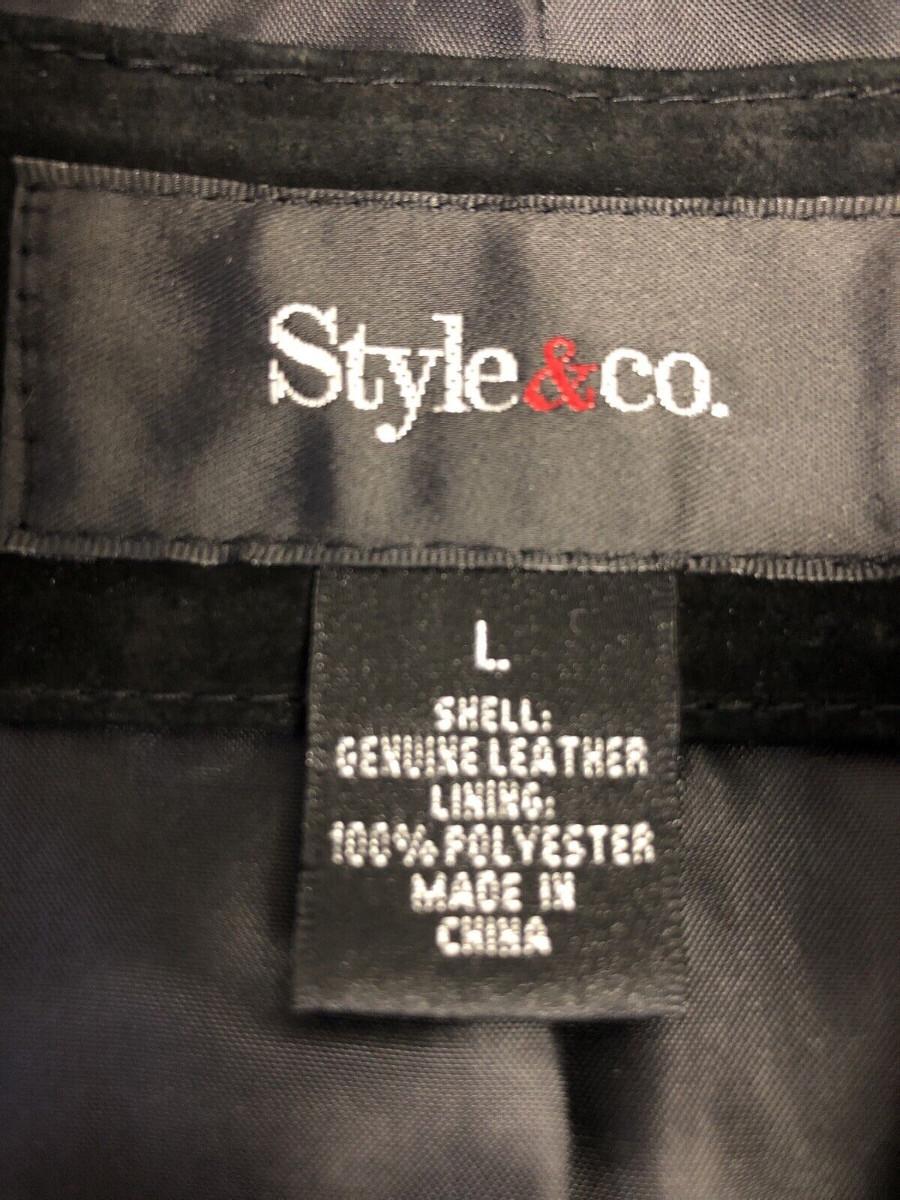 Style&co.
L.
SHELL:
GENUINE LEATHER
LINING:
100% POLYESTER
MADE IN
CHINA